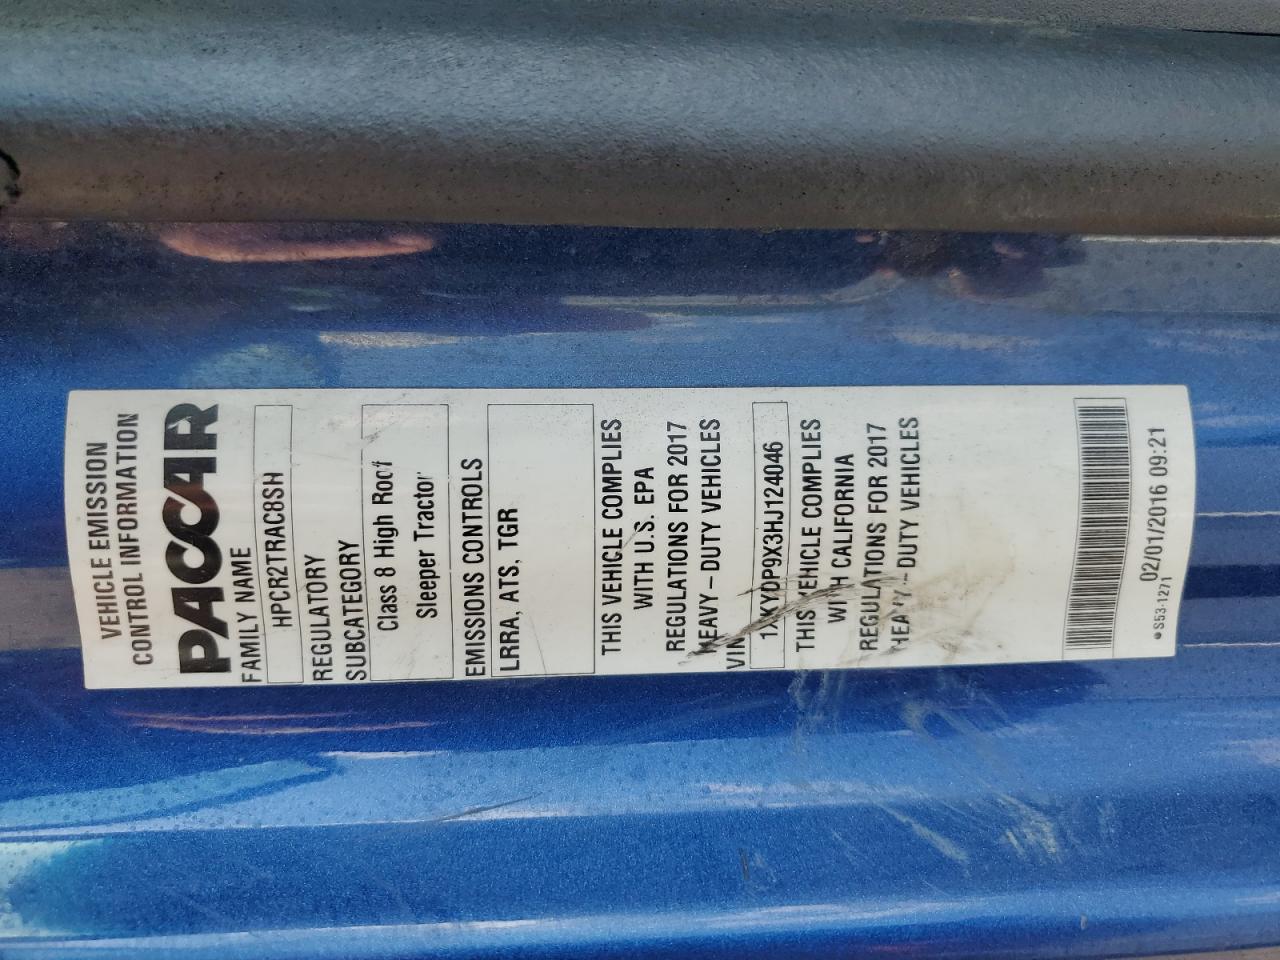 VEHICLE EMISSION
CONTROL INFORMATION
PACCAR
FAMILY NAME
HPCR2TRAC8SH
REGULATORY
SUBCATEGORY
Class 8 High Roof
Sleeper Tractor
EMISSIONS CONTROLS
LRRA, ATS, TGR
THIS VEHICLE COMPLIES
WITH U.S. EPA
REGULATIONS FOR 2017
HEAVY-DUTY VEHICLES
VIN
1XKYDP9X3HJ124046
THIS VEHICLE COMPLIES
WITH CALIFORNIA
REGULATIONS FOR 2017
HEAVY-DUTY VEHICLES
02/01/2016 09:21
S53-1271